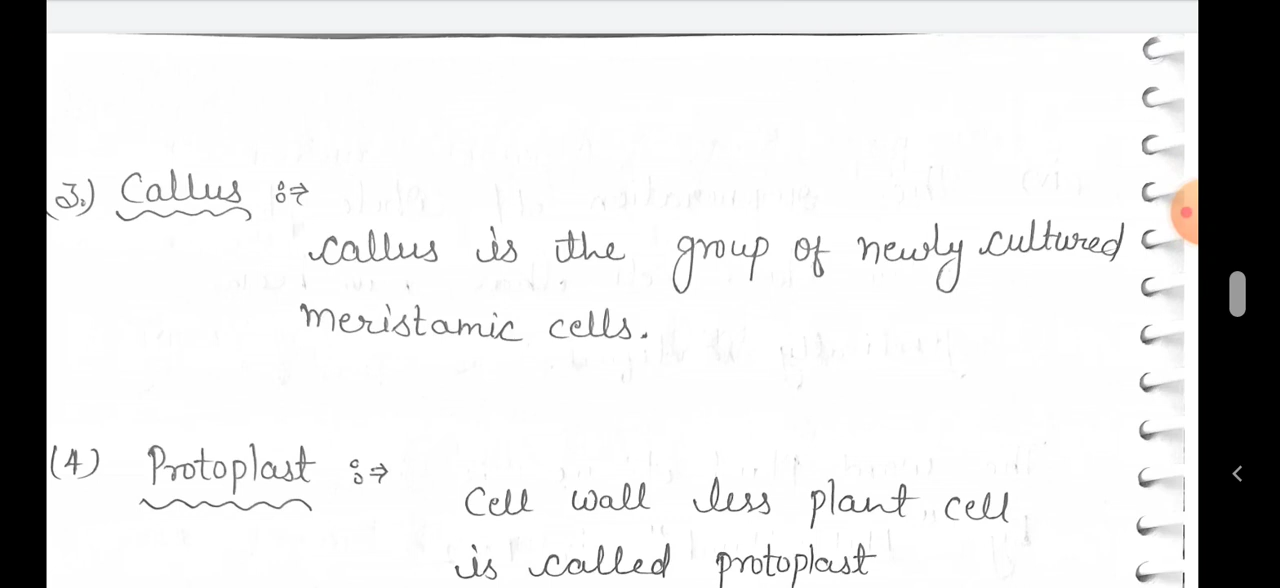 (3.) Callus :⇒
callus is the group of newly cultured
meristamic cells.
(4) Protoplast :⇒
Cell wall less plant cell
is called protoplast